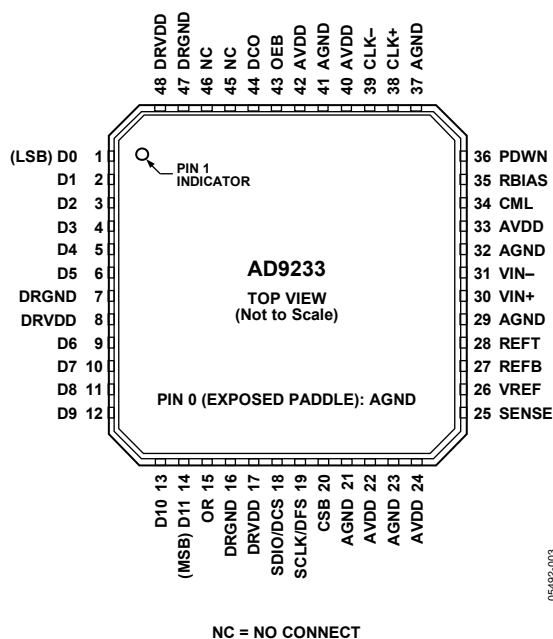 48 DRVDD
47 DRGND
46 NC
45 NC
44 DCO
43 OEB
42 AVDD
41 AGND
40 AVDD
39 CLK–
38 CLK+
37 AGND
(LSB) D0 1
D1 2
D2 3
D3 4
D4 5
D5 6
DRGND 7
DRVDD 8
D6 9
D7 10
D8 11
D9 12
PIN 1
INDICATOR
AD9233
TOP VIEW
(Not to Scale)
PIN 0 (EXPOSED PADDLE): AGND
36 PDWN
35 RBIAS
34 CML
33 AVDD
32 AGND
31 VIN–
30 VIN+
29 AGND
28 REFT
27 REFB
26 VREF
25 SENSE
D10 13
(MSB) D11 14
OR 15
DRGND 16
DRVDD 17
SDIO/DCS 18
SCLK/DFS 19
CSB 20
AGND 21
AVDD 22
AGND 23
AVDD 24
NC = NO CONNECT
05492-003